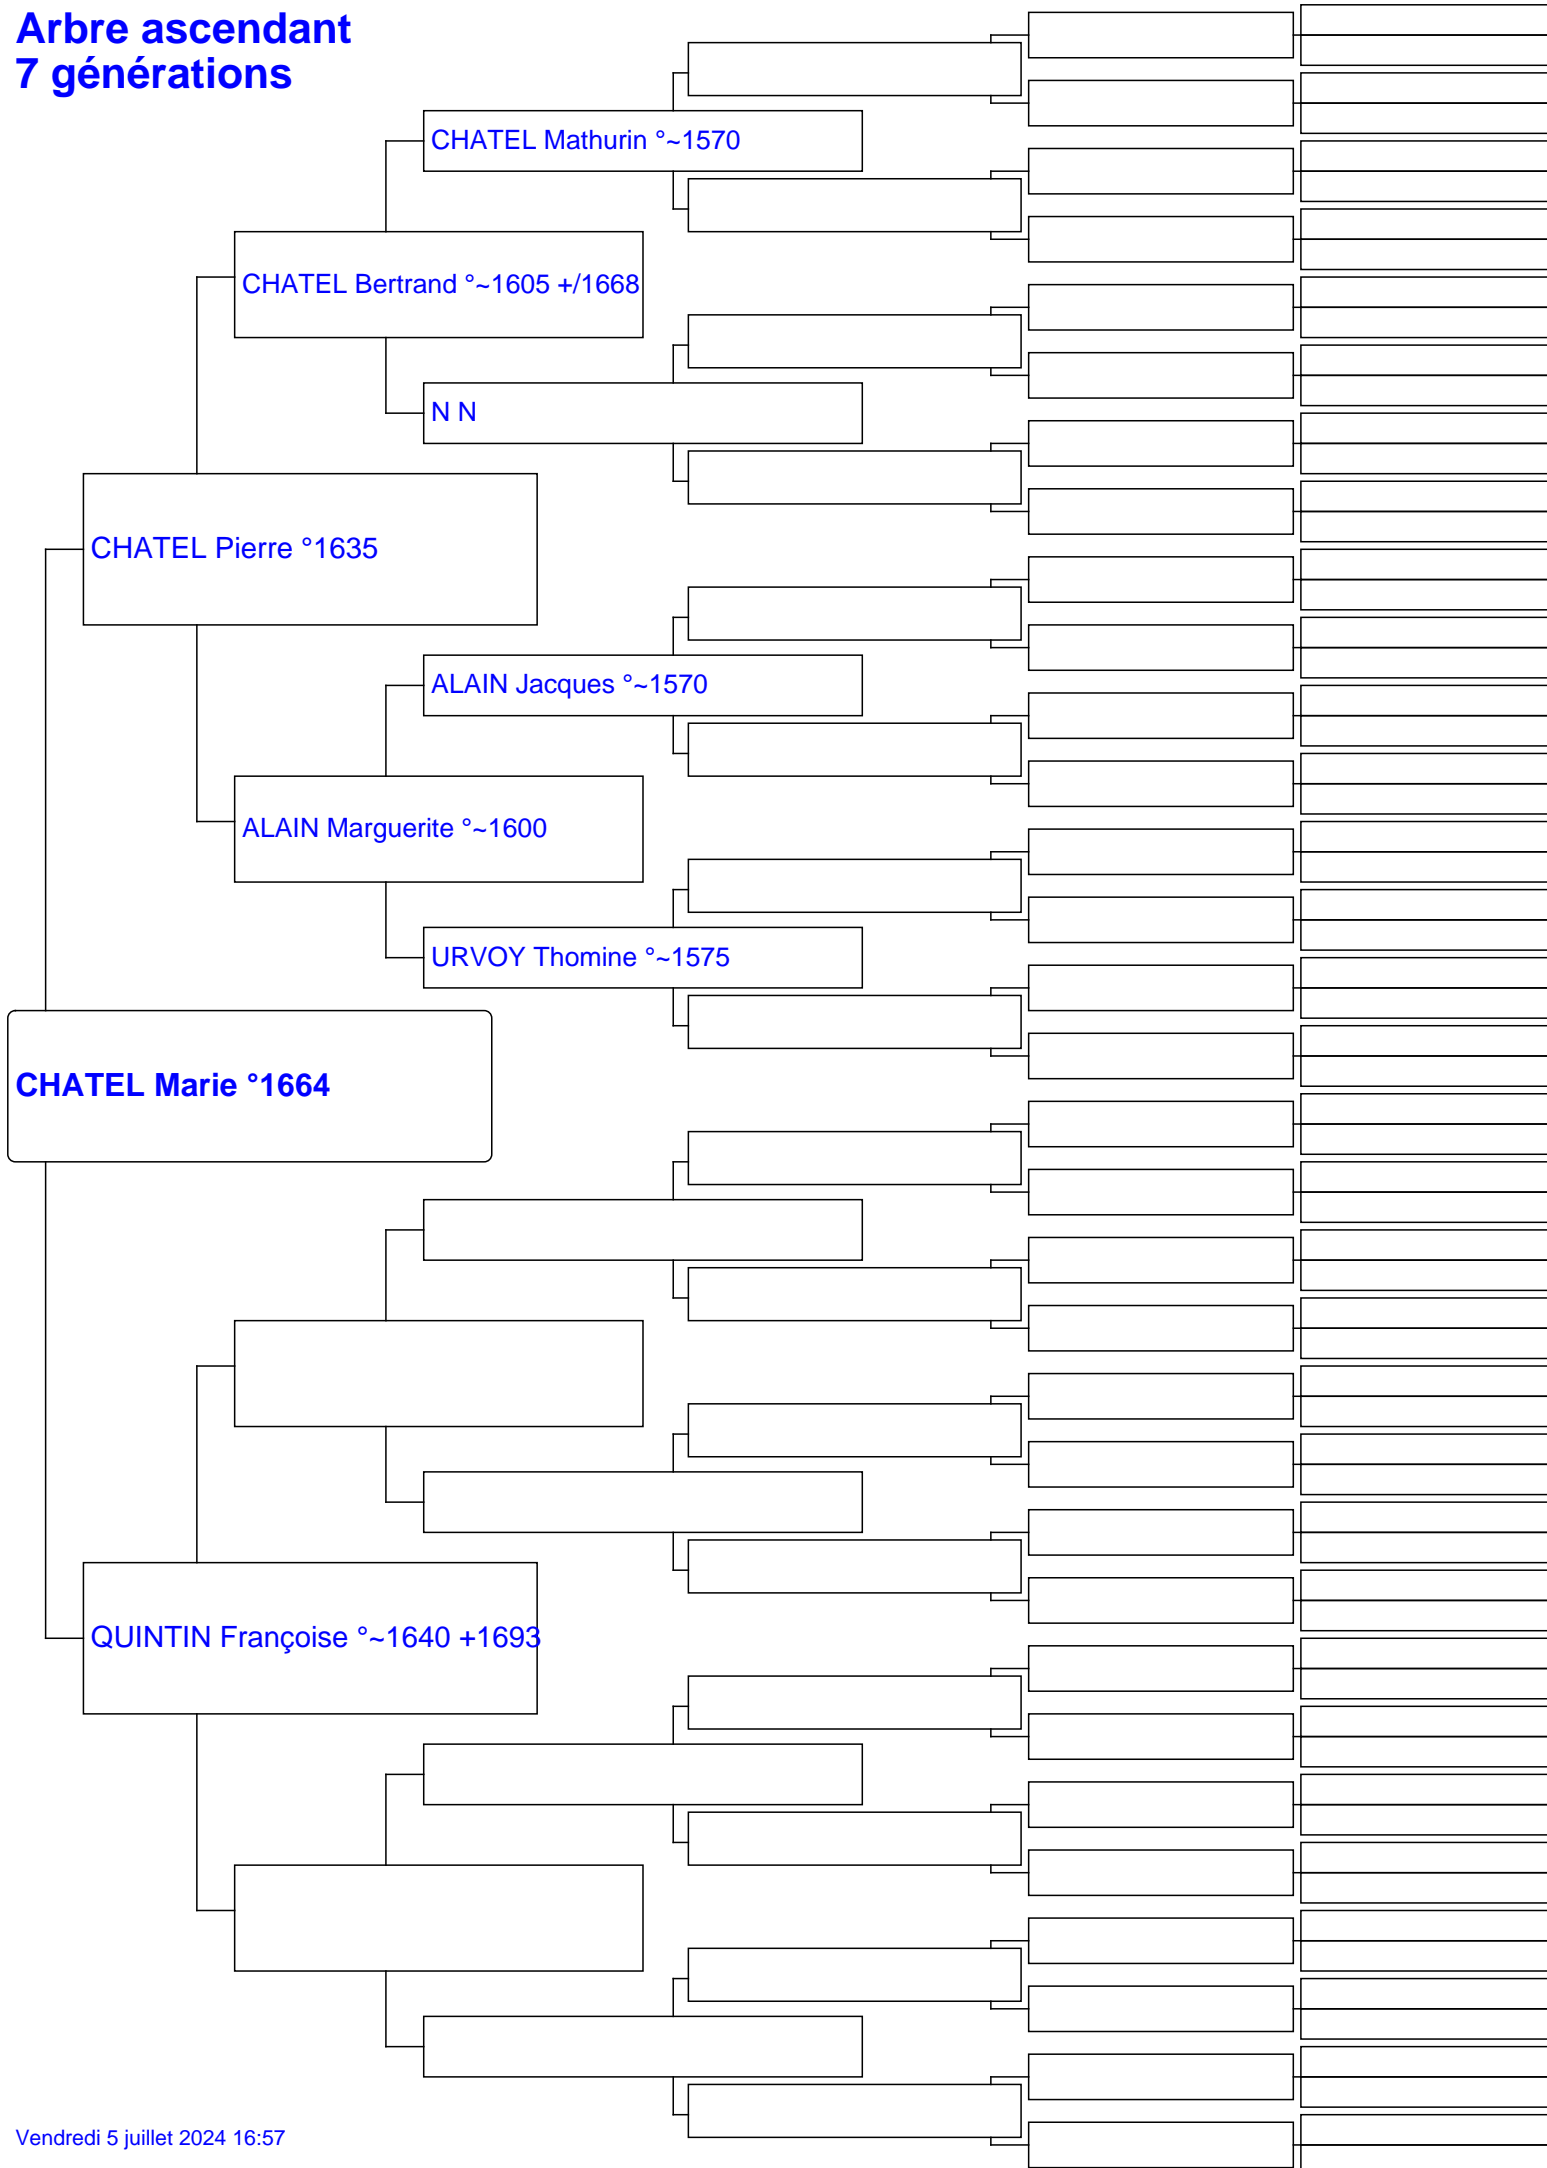 Arbre ascendant
7 générations
CHATEL Mathurin °~1570
CHATEL Bertrand °~1605 +/1668
N N
CHATEL Pierre °1635
ALAIN Jacques °~1570
ALAIN Marguerite °~1600
URVOY Thomine °~1575
CHATEL Marie °1664
QUINTIN Françoise °~1640 +1693
Vendredi 5 juillet 2024 16:57